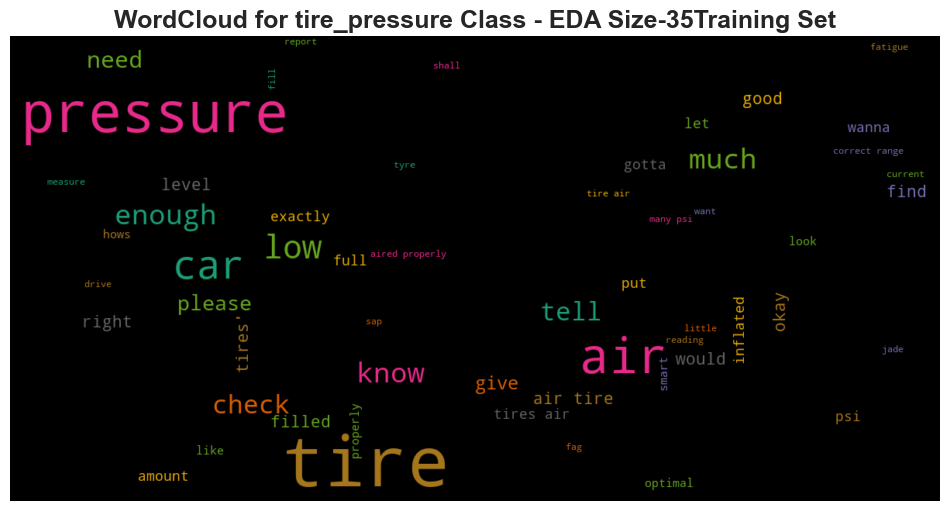 WordCloud for tire_pressure Class - EDA Size-35Training Set
report
fatigue
need
shall
fill
pressure
good
let
wanna
much
correct range
gotta
tyre
current
measure
level
tire air
find
enough
exactly
want
many psi
hows
low
look
aired properly
car
full
drive
put
please
tell
inflated
okay
right
tires'
sap
little
reading
air
would
jade
know
smart
give
check
air tire
tires air
psi
filled
properly
like
tire
fag
amount
optimal